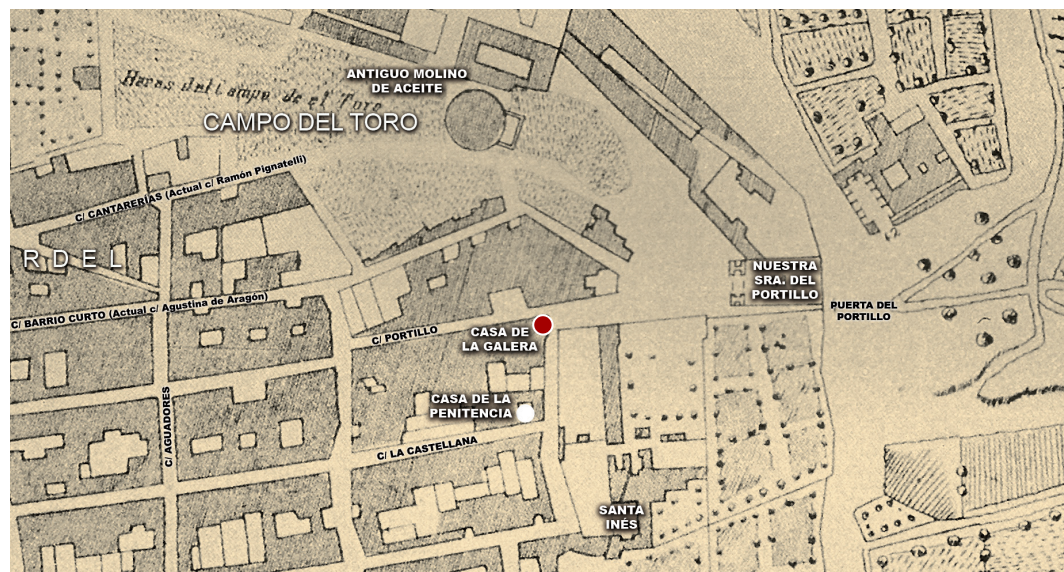 ANTIGUO MOLINO
DE ACEITE
Heras del Campo de el Toro
CAMPO DEL TORO
C/ CANTARERÍAS (Actual c/ Ramón Pignatelli)
R D E L
NUESTRA
SRA. DEL
PORTILLO
PUERTA DEL
PORTILLO
C/ BARRIO CURTO (Actual c/ Agustina de Aragón)
C/ PORTILLO
CASA DE
LA GALERA
CASA DE LA
PENITENCIA
C/ AGUADORES
C/ LA CASTELLANA
SANTA
INÉS